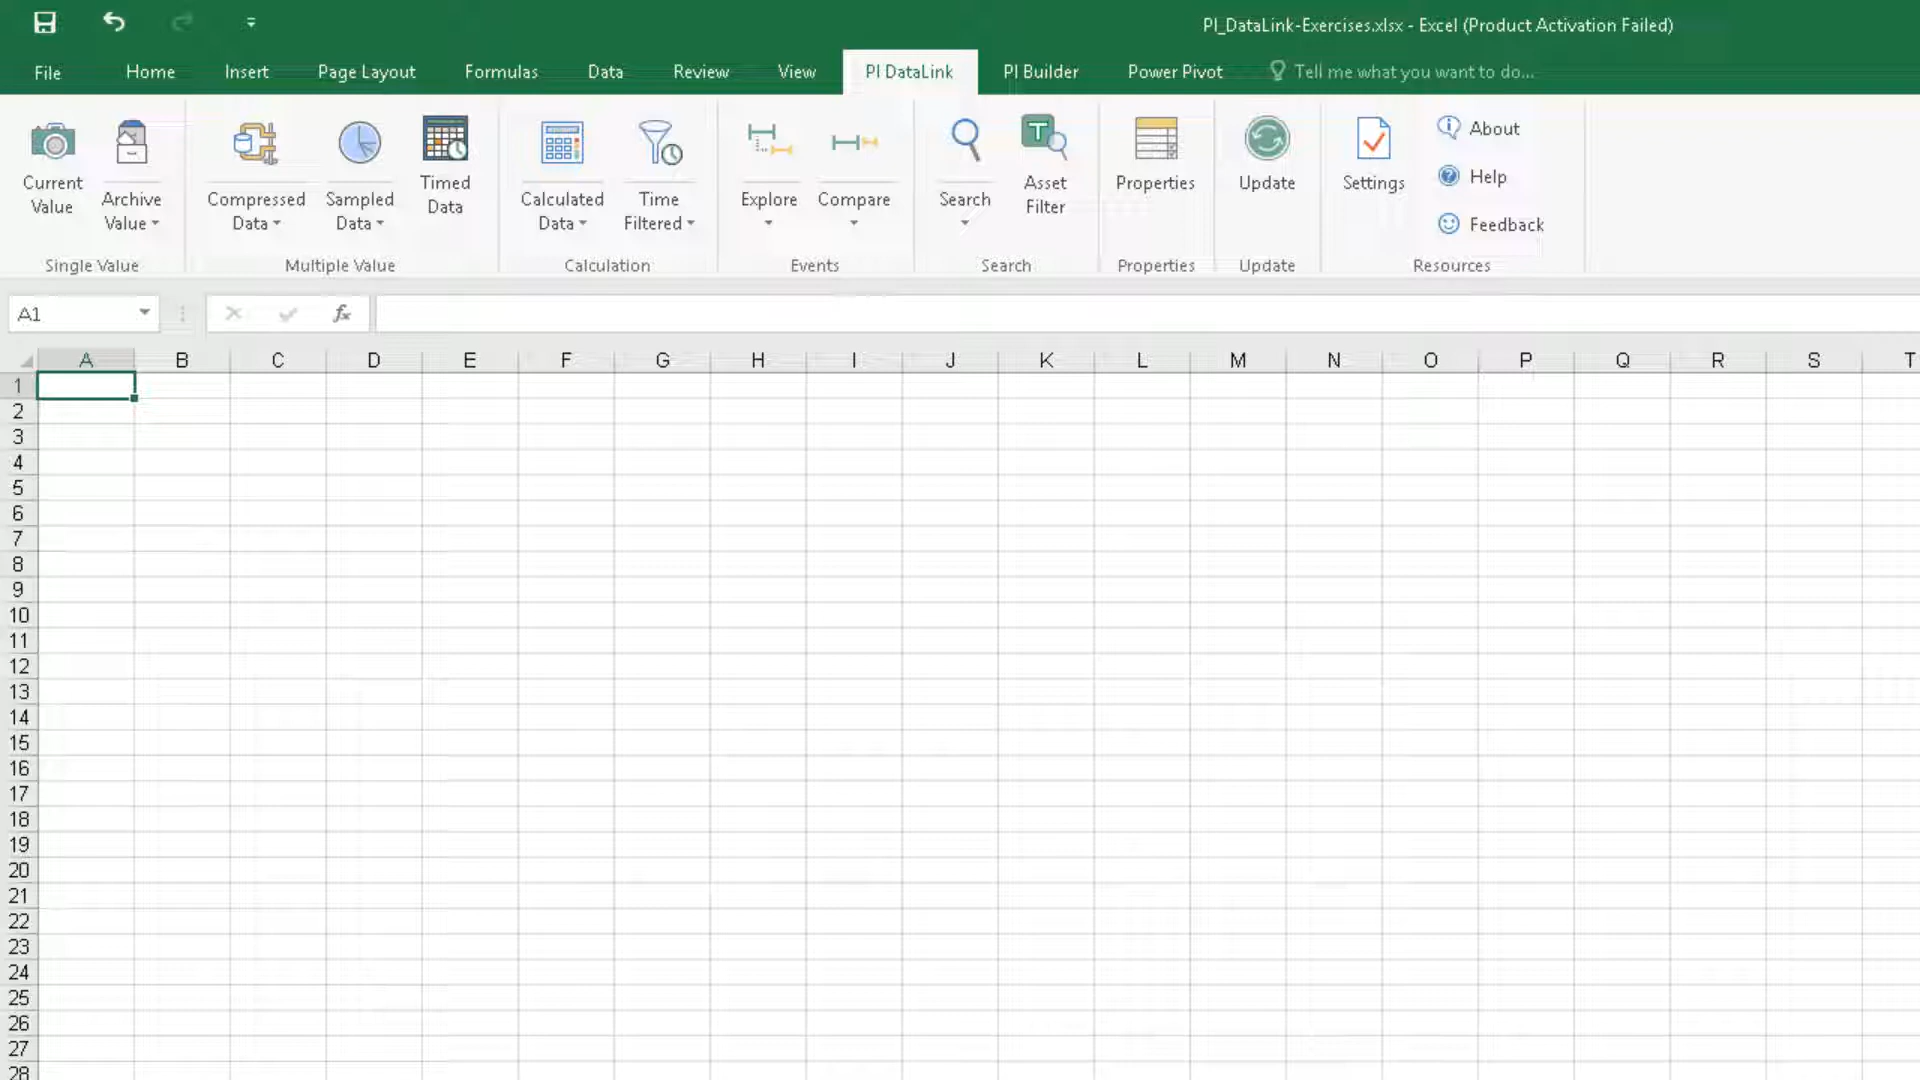 PI_DataLink-Exercises.xlsx - Excel (Product Activation Failed)
File Home Insert Page Layout Formulas Data Review View PI DataLink PI Builder Power Pivot Tell me what you want to do...
Current Value
Archive Value
Compressed Data
Sampled Data
Timed Data
Calculated Data
Time Filtered
Explore
Compare
Search
Asset Filter
Properties
Update
Settings
About
Help
Feedback
Single Value Multiple Value Calculation Events Search Properties Update Resources
A1 fx
A B C D E F G H I J K L M N O P Q R S T
1
2
3
4
5
6
7
8
9
10
11
12
13
14
15
16
17
18
19
20
21
22
23
24
25
26
27
28